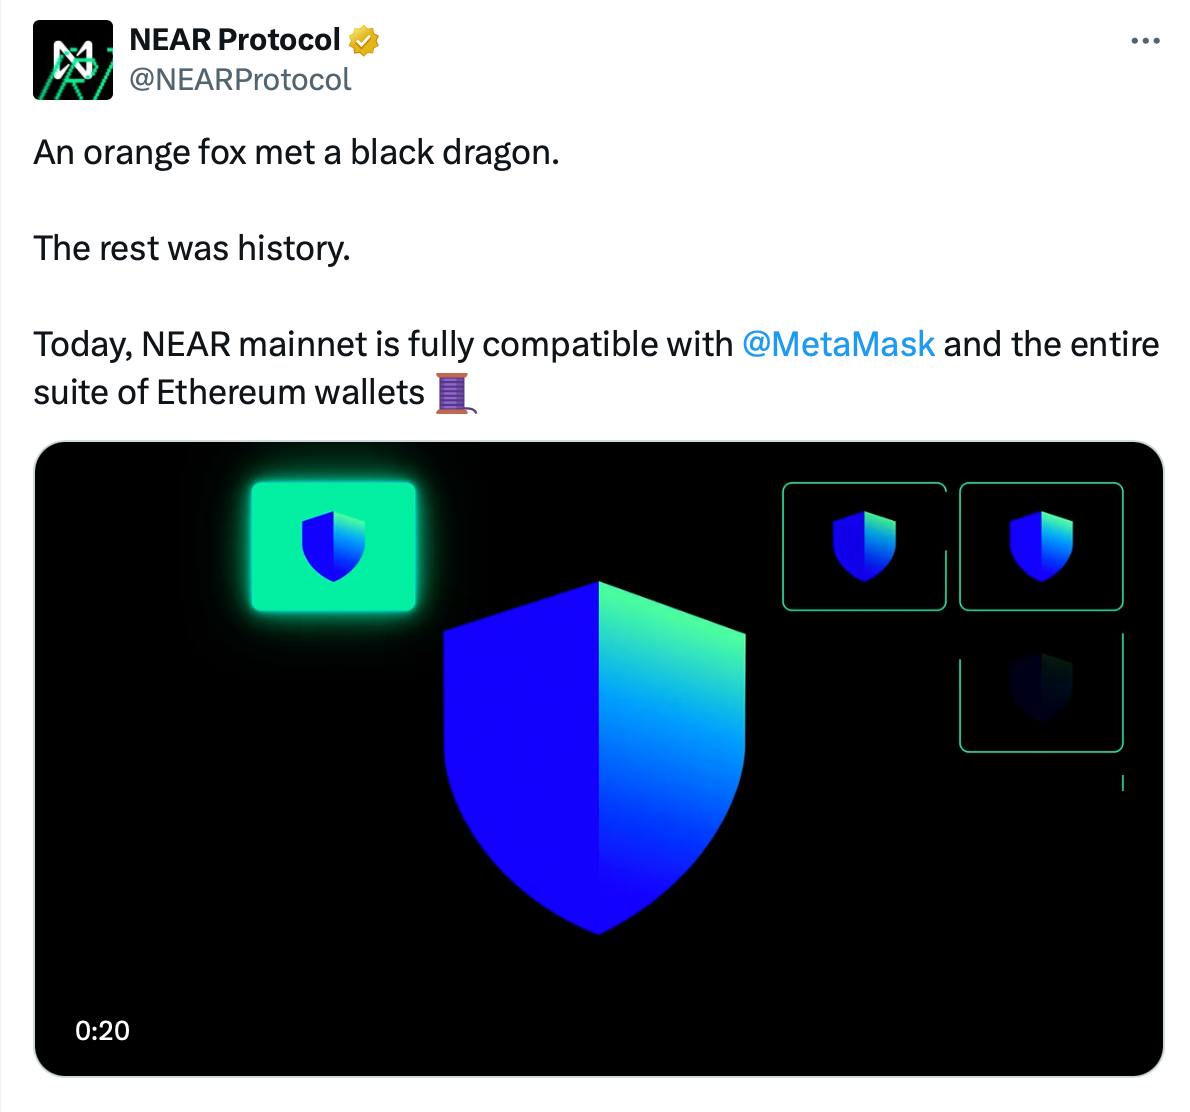 NEAR Protocol
@NEARProtocol
An orange fox met a black dragon.
The rest was history.
Today, NEAR mainnet is fully compatible with @MetaMask and the entire
suite of Ethereum wallets 🧵
0:20